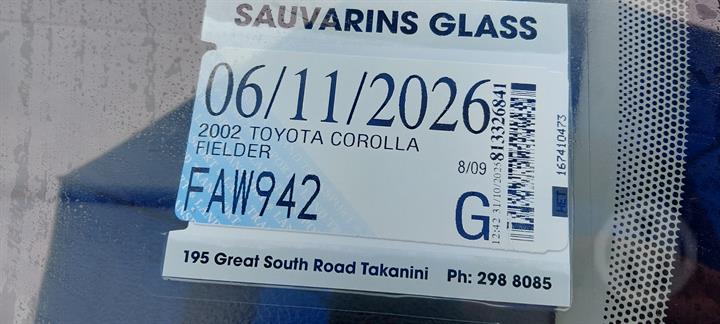 SAUVARINS GLASS
06/11/2026
2002 TOYOTA COROLLA
FIELDER
8/09
FAW942
G
12:42 31/10/2025
813326841
167410473
195 Great South Road Takanini Ph: 298 8085